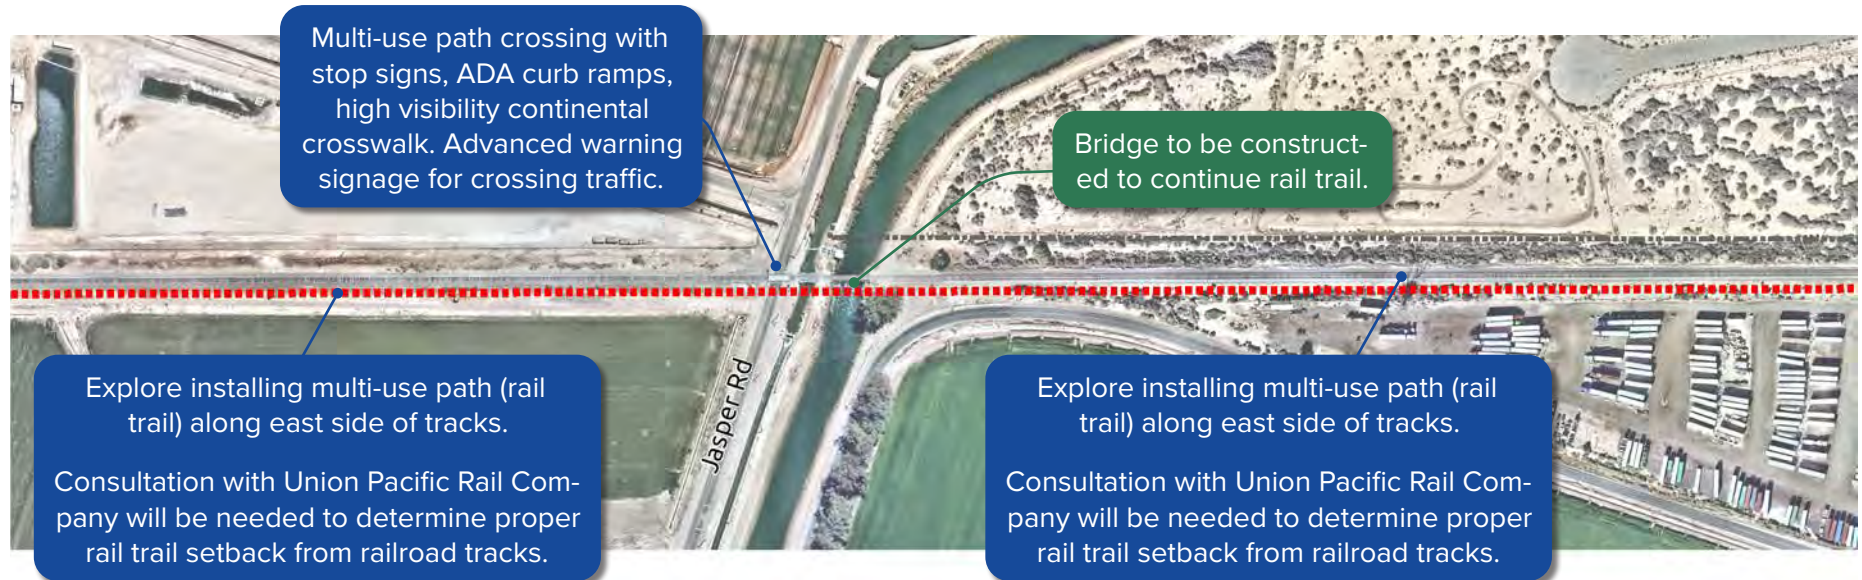 Multi-use path crossing with
stop signs, ADA curb ramps,
high visibility continental
crosswalk. Advanced warning
signage for crossing traffic.
Bridge to be construct-
ed to continue rail trail.
Jasper Rd
Explore installing multi-use path (rail
trail) along east side of tracks.
Consultation with Union Pacific Rail Com-
pany will be needed to determine proper
rail trail setback from railroad tracks.
Explore installing multi-use path (rail
trail) along east side of tracks.
Consultation with Union Pacific Rail Com-
pany will be needed to determine proper
rail trail setback from railroad tracks.